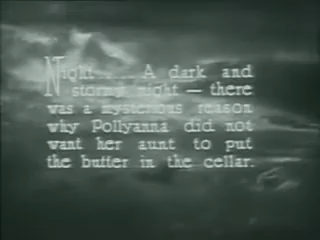 Night.... A dark and
stormy night — there
was a mysterious reason
why Pollyanna did not
want her aunt to put
the butter in the cellar.